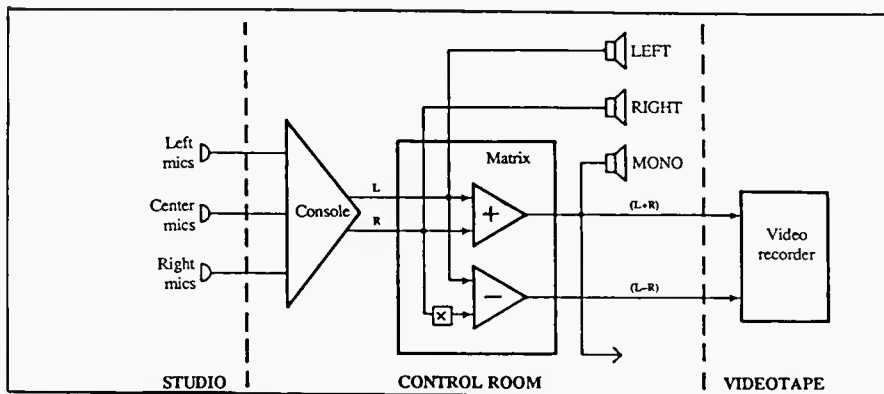 LEFT
RIGHT
MONO
Left
mics
Center
mics
Right
mics
Console
L
R
Matrix
+
−
×
(L+R)
(L−R)
Video
recorder
STUDIO
CONTROL ROOM
VIDEOTAPE